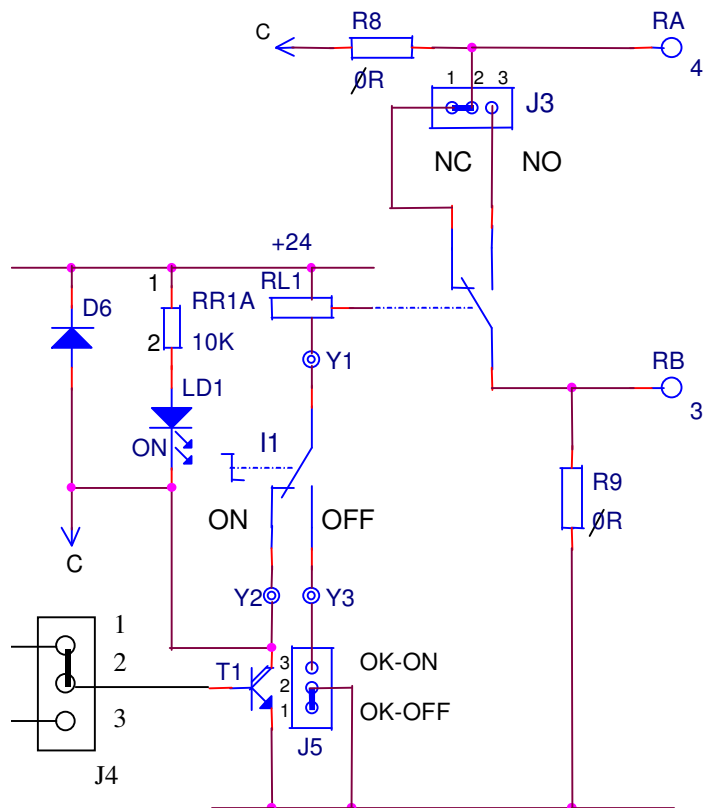 C
R8
RA
ØR
4
1 2 3
J3
NC NO
+24
1
RL1
D6
RR1A
2
10K
Y1
RB
LD1
3
ON
I1
R9
ON OFF
ØR
C
Y2 Y3
1
T1
3
OK-ON
2
2
1
OK-OFF
3
J5
J4